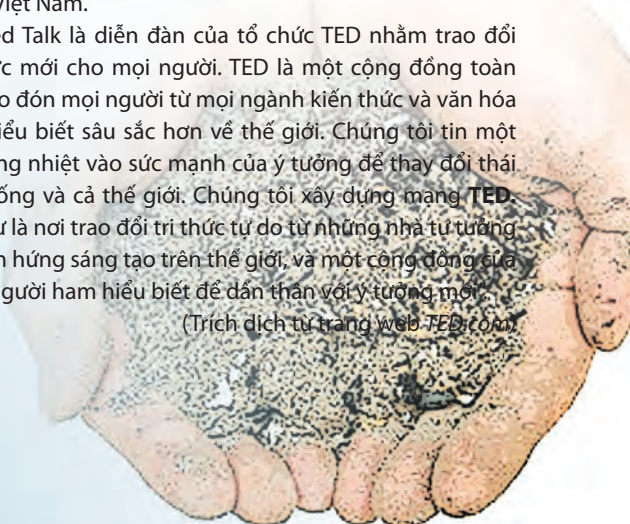 Việt Nam.
ed Talk là diễn đàn của tổ chức TED nhằm trao đổi
ức mới cho mọi người. TED là một cộng đồng toàn
o đón mọi người từ mọi ngành kiến thức và văn hóa
iểu biết sâu sắc hơn về thế giới. Chúng tôi tin một
ng nhiệt vào sức mạnh của ý tưởng để thay đổi thái
ống và cả thế giới. Chúng tôi xây dựng mạng TED.
ư là nơi trao đổi tri thức tự do từ những nhà tư tưởng
n hứng sáng tạo trên thế giới, và một cộng đồng của
gười ham hiểu biết để dấn thân với ý tưởng mới".
(Trích dịch từ trang web TED.com)